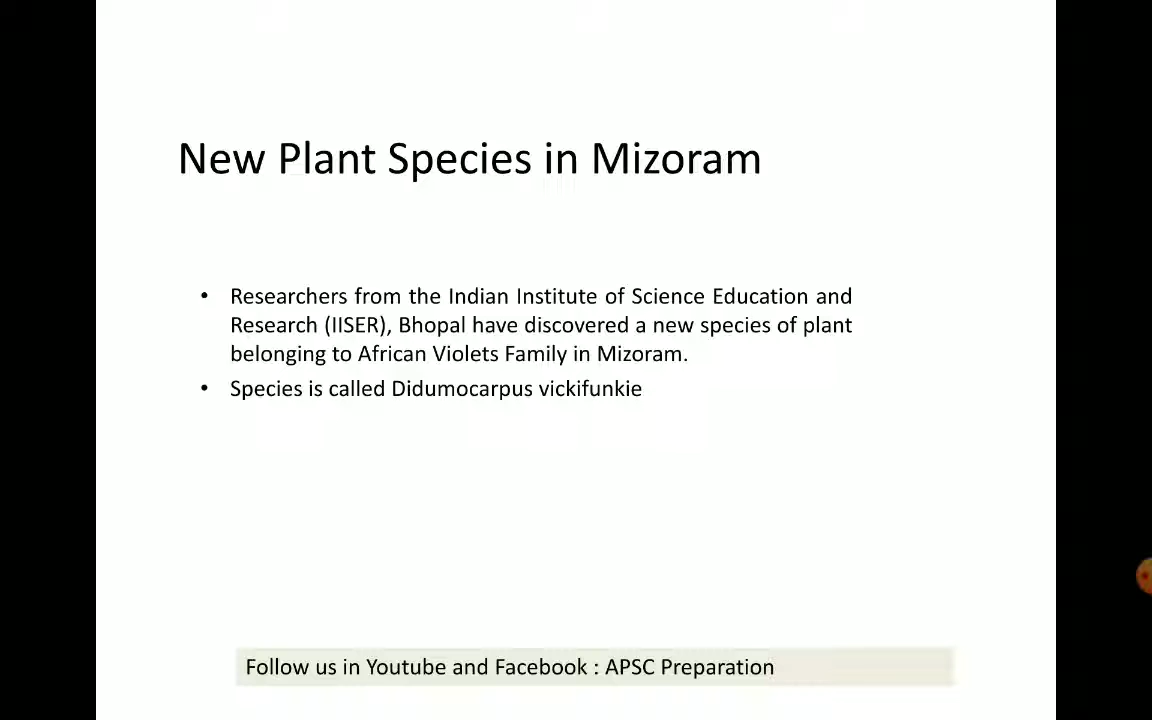 New Plant Species in Mizoram
• Researchers from the Indian Institute of Science Education and
Research (IISER), Bhopal have discovered a new species of plant
belonging to African Violets Family in Mizoram.
• Species is called Didumocarpus vickifunkie
Follow us in Youtube and Facebook : APSC Preparation